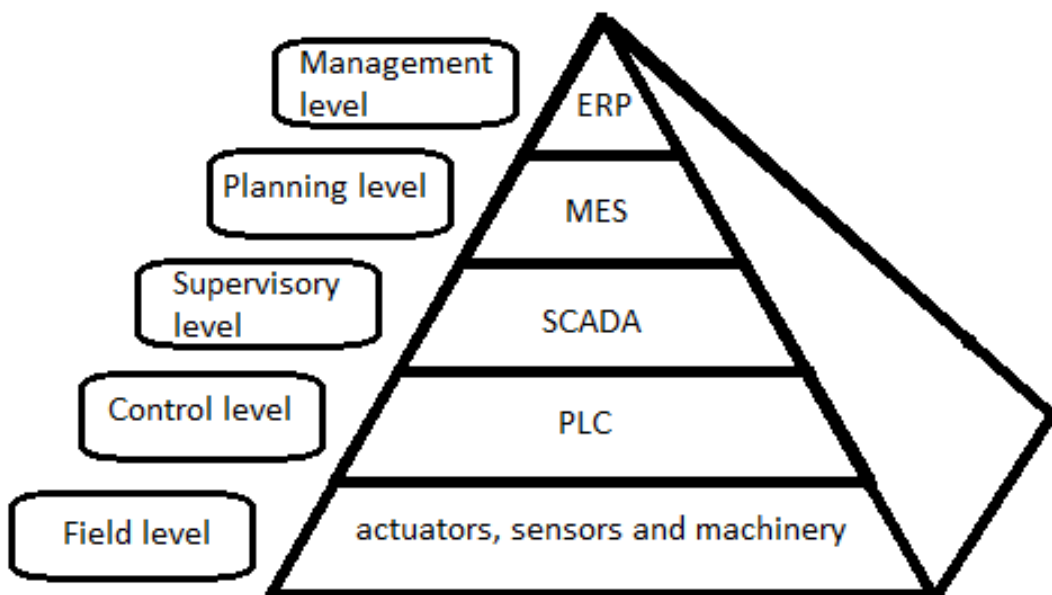 Management
level
ERP
Planning level
MES
Supervisory
level
SCADA
Control level
PLC
Field level
actuators, sensors and machinery